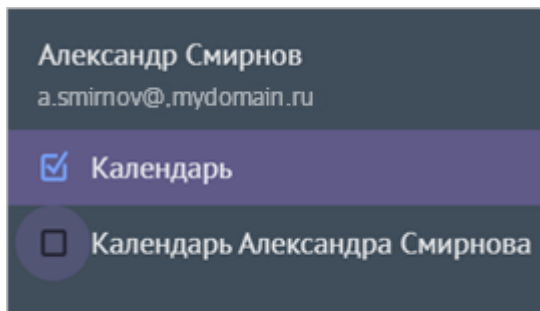 Александр Смирнов
a.smirnov@.mydomain.ru
Календарь
Календарь Александра Смирнова